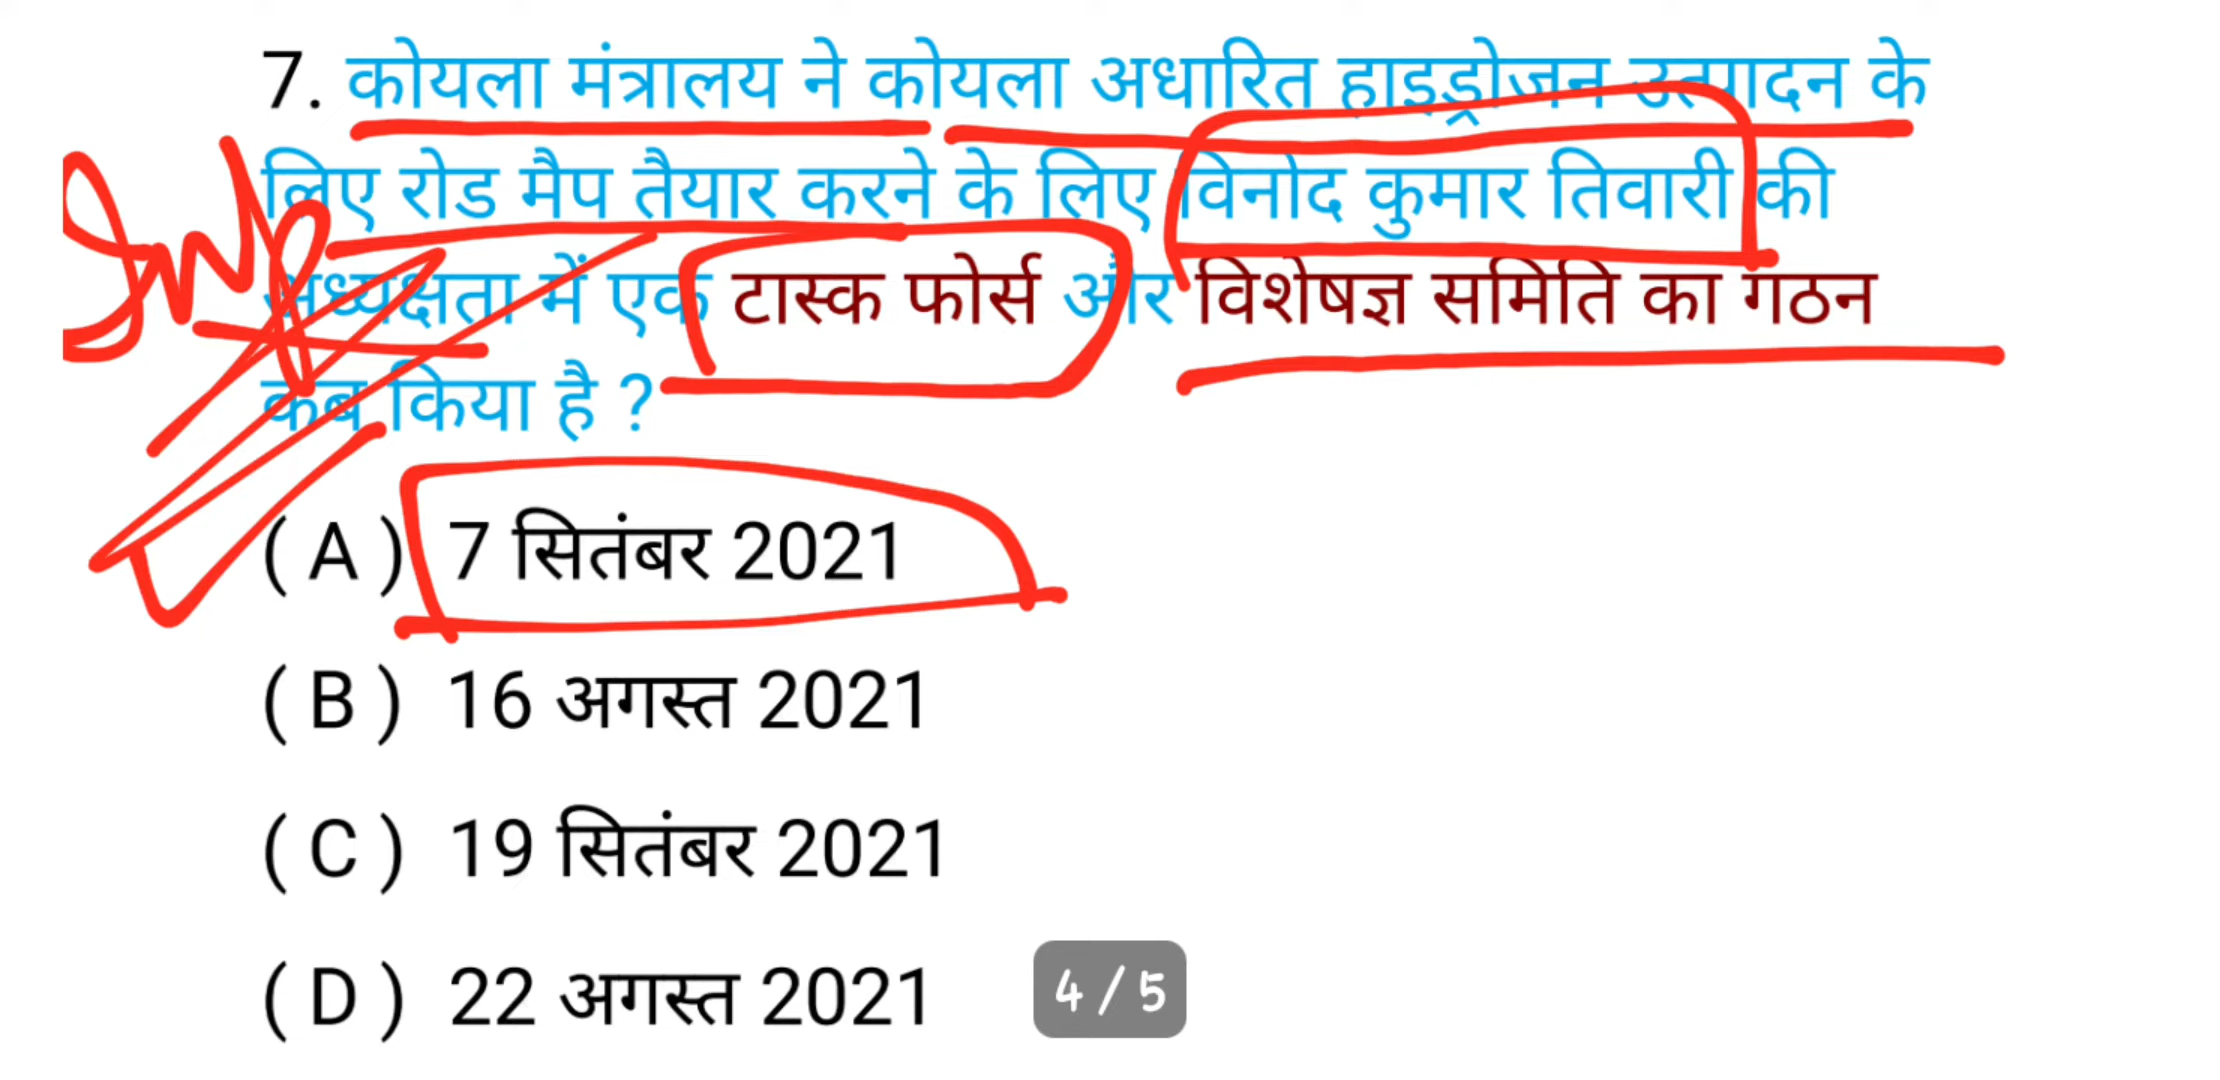 7. कोयला मंत्रालय ने कोयला अधारित हाइड्रोजन उत्पादन के
लिए रोड मैप तैयार करने के लिए विनोद कुमार तिवारी की
अध्यक्षता में एक टास्क फोर्स और विशेषज्ञ समिति का गठन
कब किया है ?
Imp
( A ) 7 सितंबर 2021
( B ) 16 अगस्त 2021
( C ) 19 सितंबर 2021
( D ) 22 अगस्त 2021
4 / 5